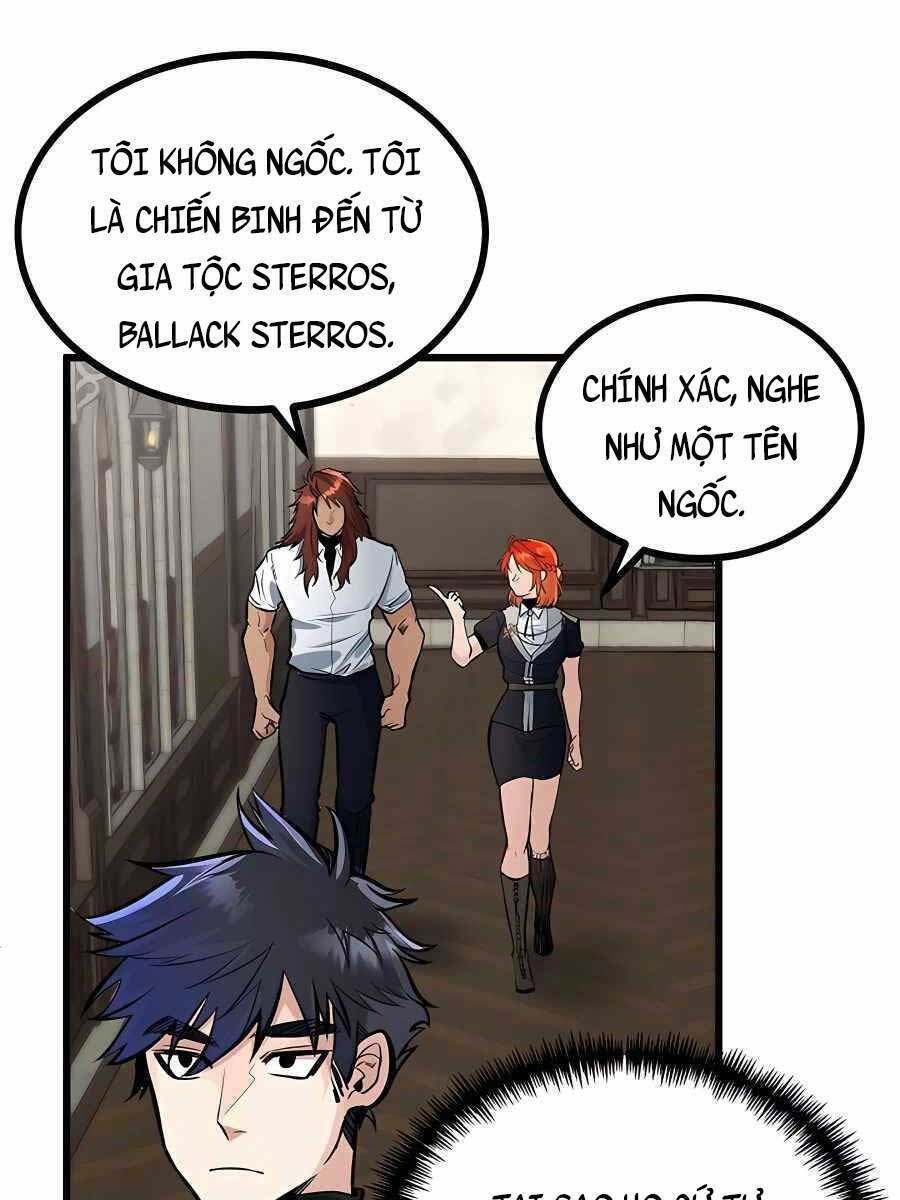 TÔI KHÔNG NGỐC. TÔI
LÀ CHIẾN BINH ĐẾN TỪ
GIA TỘC STERROS,
BALLACK STERROS.
CHÍNH XÁC, NGHE
NHƯ MỘT TÊN
NGỐC.